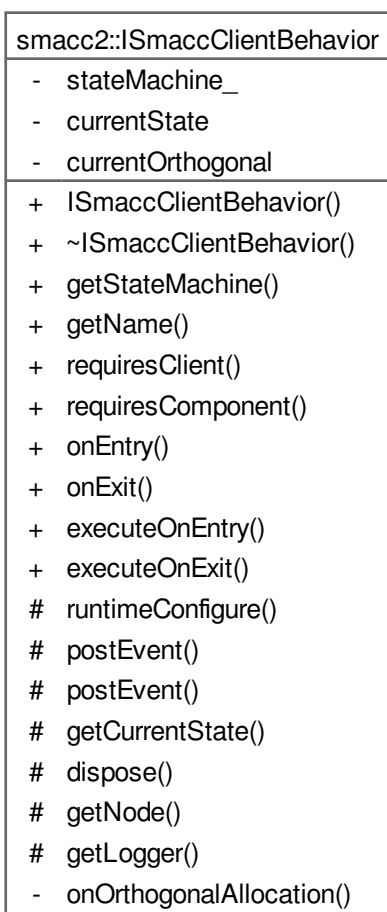 smacc2::ISmaccClientBehavior
- stateMachine_
- currentState
- currentOrthogonal
+ ISmaccClientBehavior()
+ ~ISmaccClientBehavior()
+ getStateMachine()
+ getName()
+ requiresClient()
+ requiresComponent()
+ onEntry()
+ onExit()
+ executeOnEntry()
+ executeOnExit()
# runtimeConfigure()
# postEvent()
# postEvent()
# getCurrentState()
# dispose()
# getNode()
# getLogger()
- onOrthogonalAllocation()